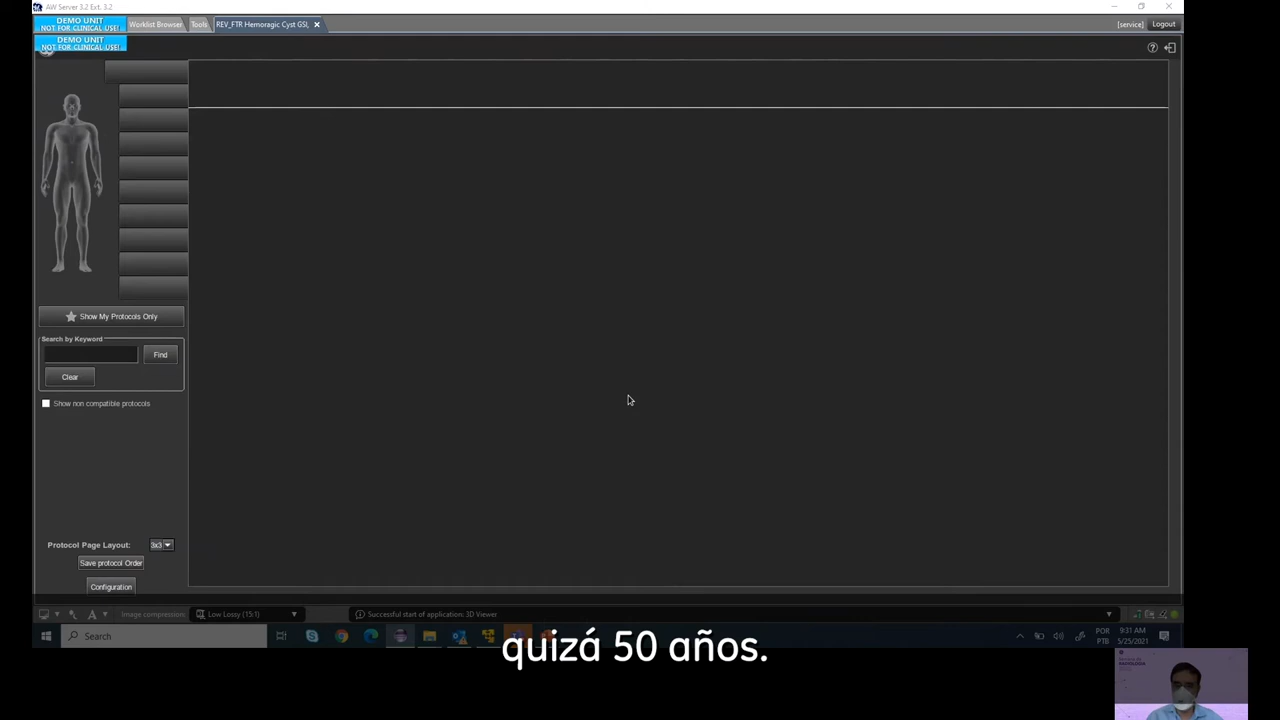 AW Server 3.2 Ext. 3.2
DEMO UNIT
NOT FOR CLINICAL USE!
Worklist Browser
Tools
REV_FTR Hemoragic Cyst GSI,
[service]
Logout
DEMO UNIT
NOT FOR CLINICAL USE!
Show My Protocols Only
Search by Keyword
Find
Clear
Show non compatible protocols
Protocol Page Layout:
3x3
Save protocol Order
Configuration
Image compression:
Low Lossy (15:1)
Successful start of application: 3D Viewer
Search
POR
PTB
9:31 AM
5/25/2021
quizá 50 años.